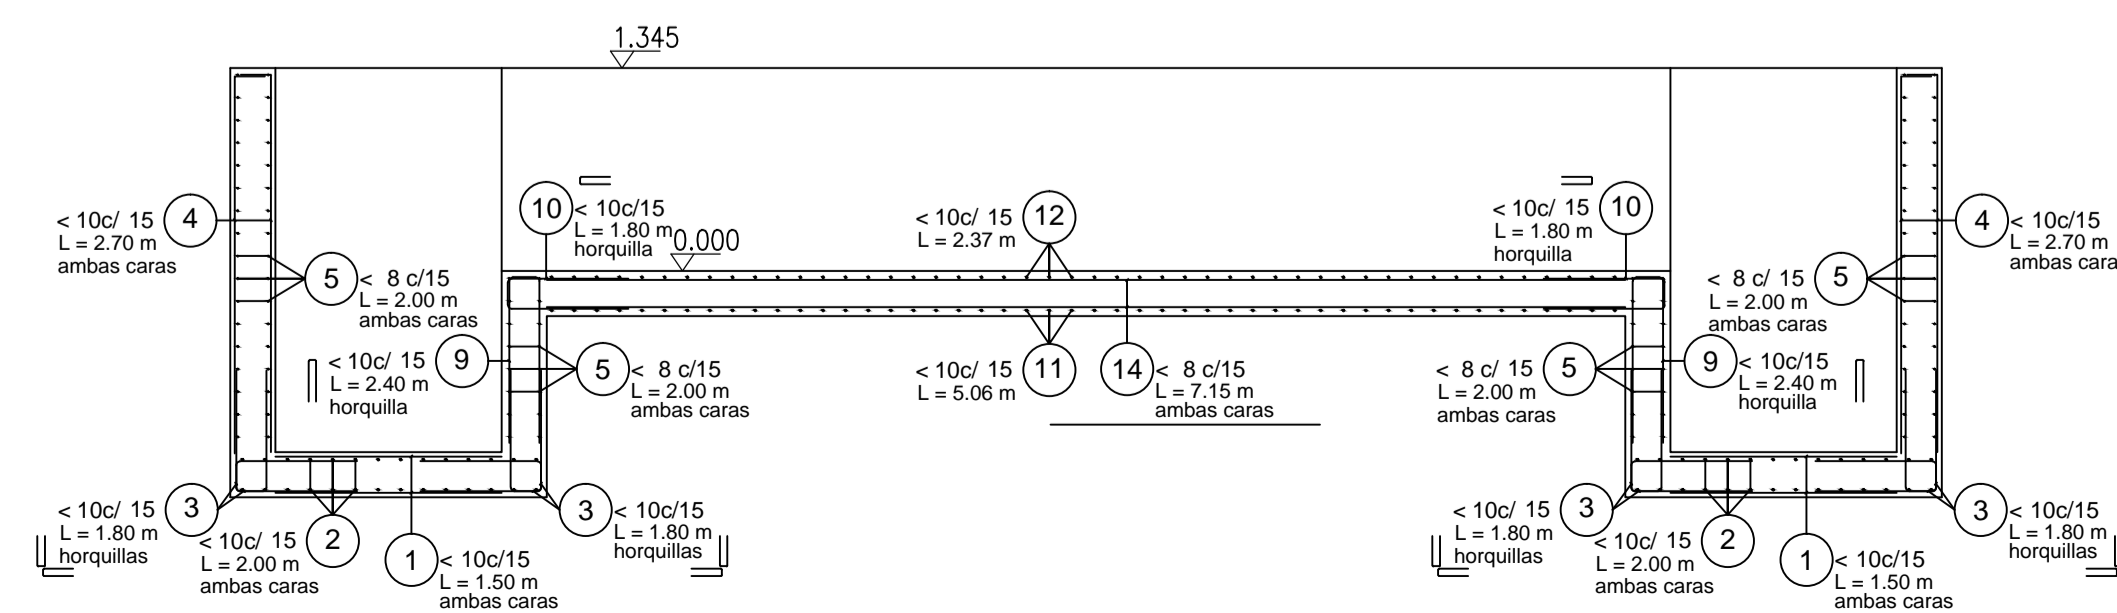 1.345
4
< 10c/ 15
L = 2.70 m
ambas caras
5
< 8 c/15
L = 2.00 m
ambas caras
10
< 10c/15
L = 1.80 m
horquilla
0.000
< 10c/ 15
L = 2.37 m
12
< 10c/ 15
L = 1.80 m
horquilla
10
4
< 10c/15
L = 2.70 m
ambas cara
< 8 c/ 15
L = 2.00 m
ambas caras
5
< 10c/ 15
L = 2.40 m
horquilla
9
5
< 8 c/15
L = 2.00 m
ambas caras
< 10c/ 15
L = 5.06 m
11
14
< 8 c/15
L = 7.15 m
ambas caras
< 8 c/ 15
L = 2.00 m
ambas caras
5
9
< 10c/15
L = 2.40 m
horquilla
< 10c/ 15
L = 1.80 m
horquillas
3
< 10c/ 15
L = 2.00 m
ambas caras
2
1
< 10c/15
L = 1.50 m
ambas caras
3
< 10c/15
L = 1.80 m
horquillas
< 10c/ 15
L = 1.80 m
horquillas
3
< 10c/ 15
L = 2.00 m
ambas caras
2
1
< 10c/15
L = 1.50 m
ambas caras
3
< 10c/15
L = 1.80 m
horquillas